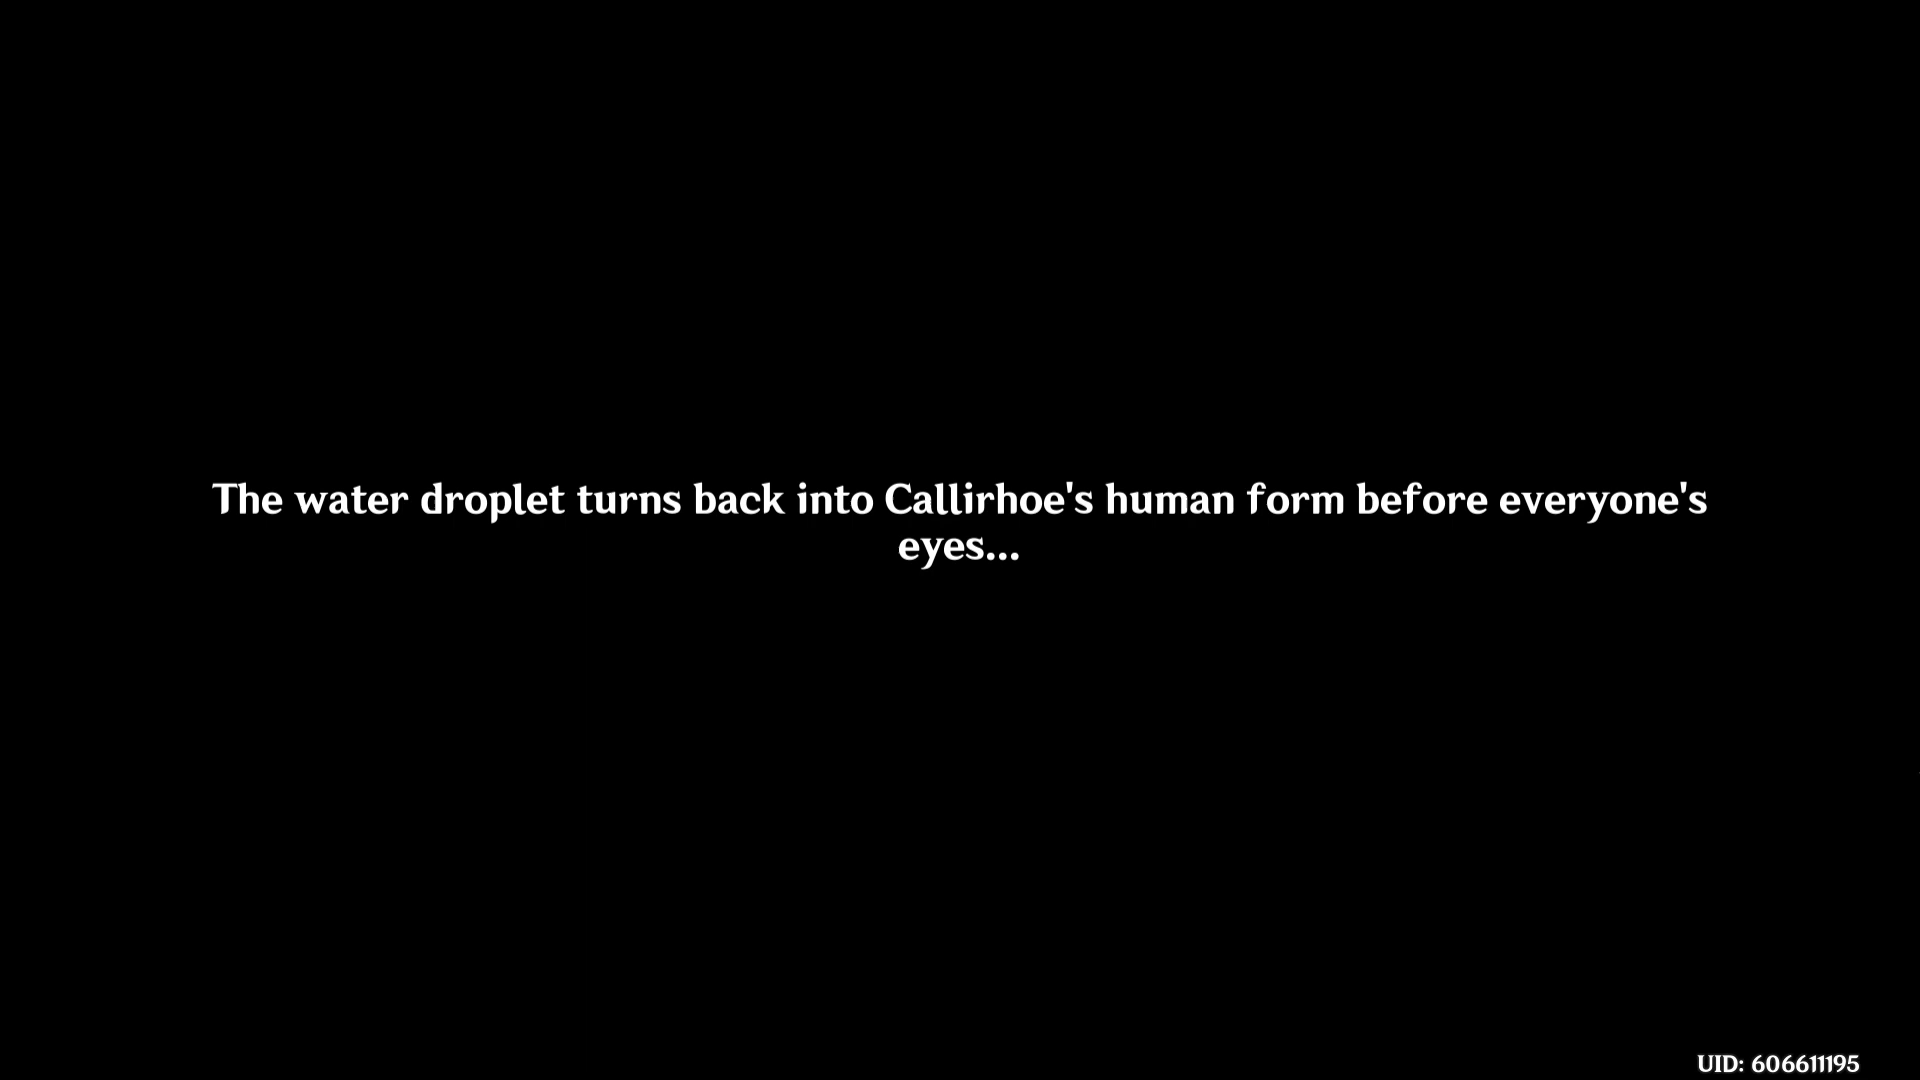 The water droplet turns back into Callirhoe's human form before everyone's
eyes...
UID: 606611195